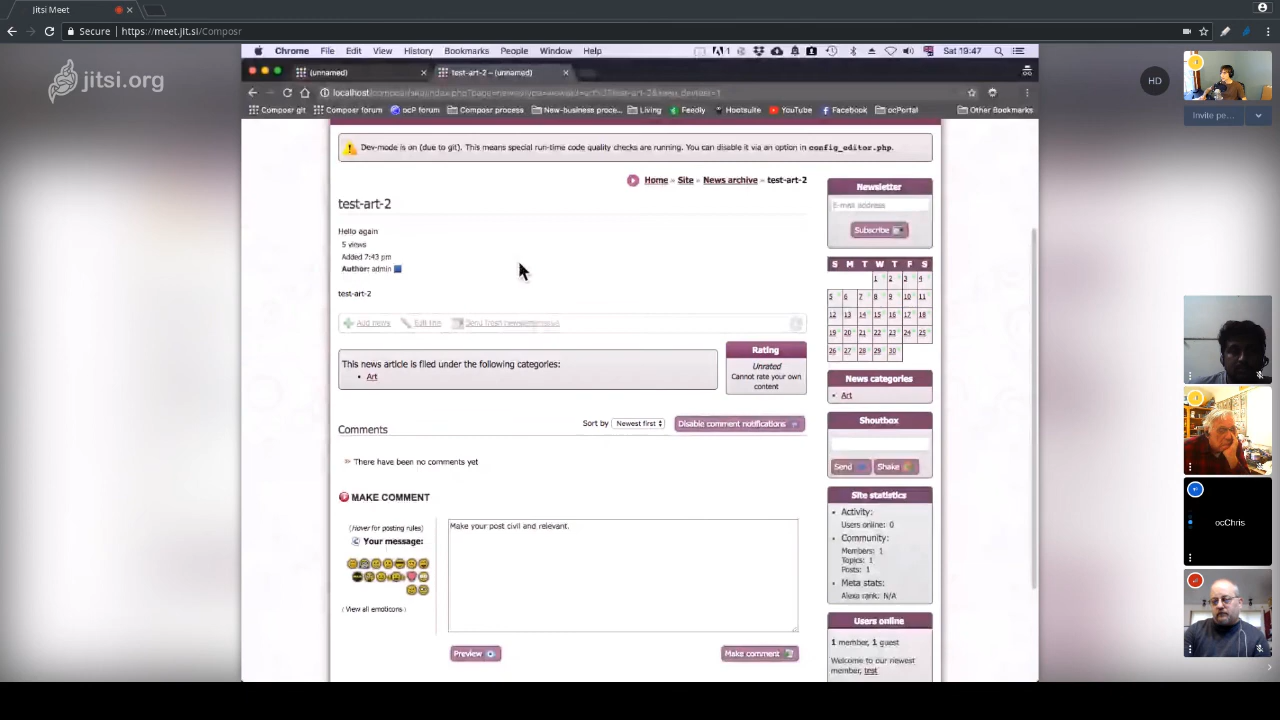 Jitsi Meet
Secure https://meet.jit.si/Composr
jitsi.org
HD
Invite pe...
Chrome File Edit View History Bookmarks People Window Help
Sat 19:47
(unnamed)
test-art-2 – (unnamed)
Composr git Composr forum ocP forum Composr process New-business proce... Living Feedly Hootsuite YouTube Facebook ocPortal Other Bookmarks
Dev-mode is on (due to git). This means special run-time code quality checks are running. You can disable it via an option in config_editor.php.
Home » Site » News archive » test-art-2
test-art-2
Hello again
5 views
Added 7:43 pm
Author: admin
test-art-2
Add news Edit this
This news article is filed under the following categories:
• Art
Rating
Unrated
Cannot rate your own
content
Comments
Sort by Newest first
Disable comment notifications
» There have been no comments yet
MAKE COMMENT
(Hover for posting rules)
Your message:
(View all emoticons)
Make your post civil and relevant.
Preview
Make comment
Newsletter
E-mail address
Subscribe
S M T W T F S
1 2 3 4
5 6 7 8 9 10 11
12 13 14 15 16 17 18
19 20 21 22 23 24 25
26 27 28 29 30
News categories
• Art
Shoutbox
Send Shake
Site statistics
• Activity:
Users online: 0
• Community:
Members: 1
Topics: 1
Posts: 1
• Meta stats:
Alexa rank: N/A
Users online
1 member, 1 guest
Welcome to our newest
member, test
ocChris